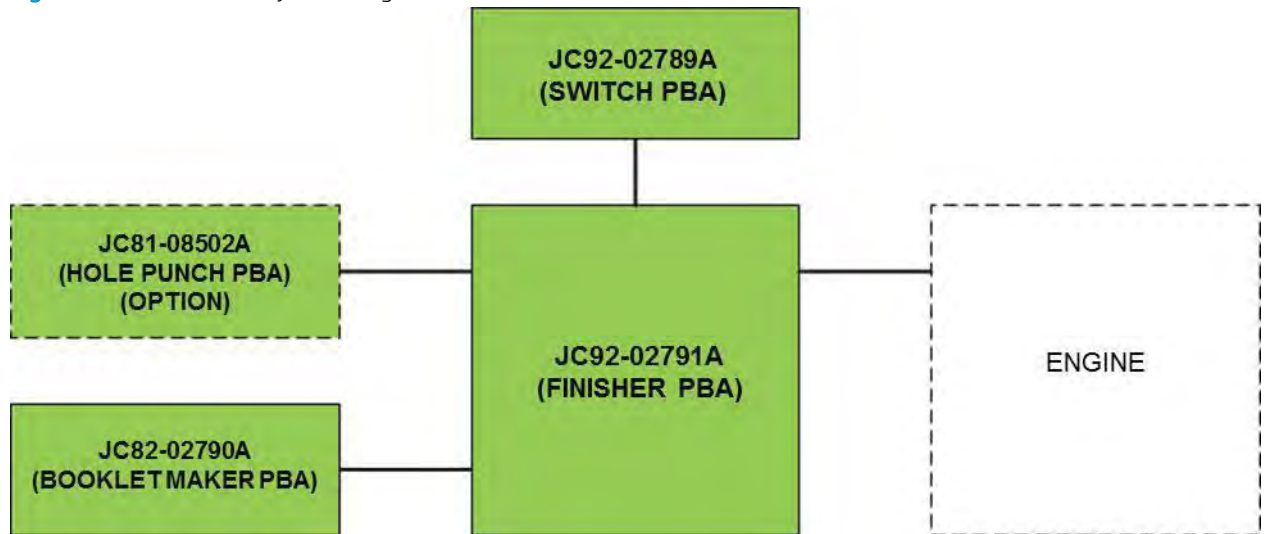 JC92-02789A
(SWITCH PBA)
JC81-08502A
(HOLE PUNCH PBA)
(OPTION)
JC92-02791A
(FINISHER PBA)
ENGINE
JC82-02790A
(BOOKLET MAKER PBA)